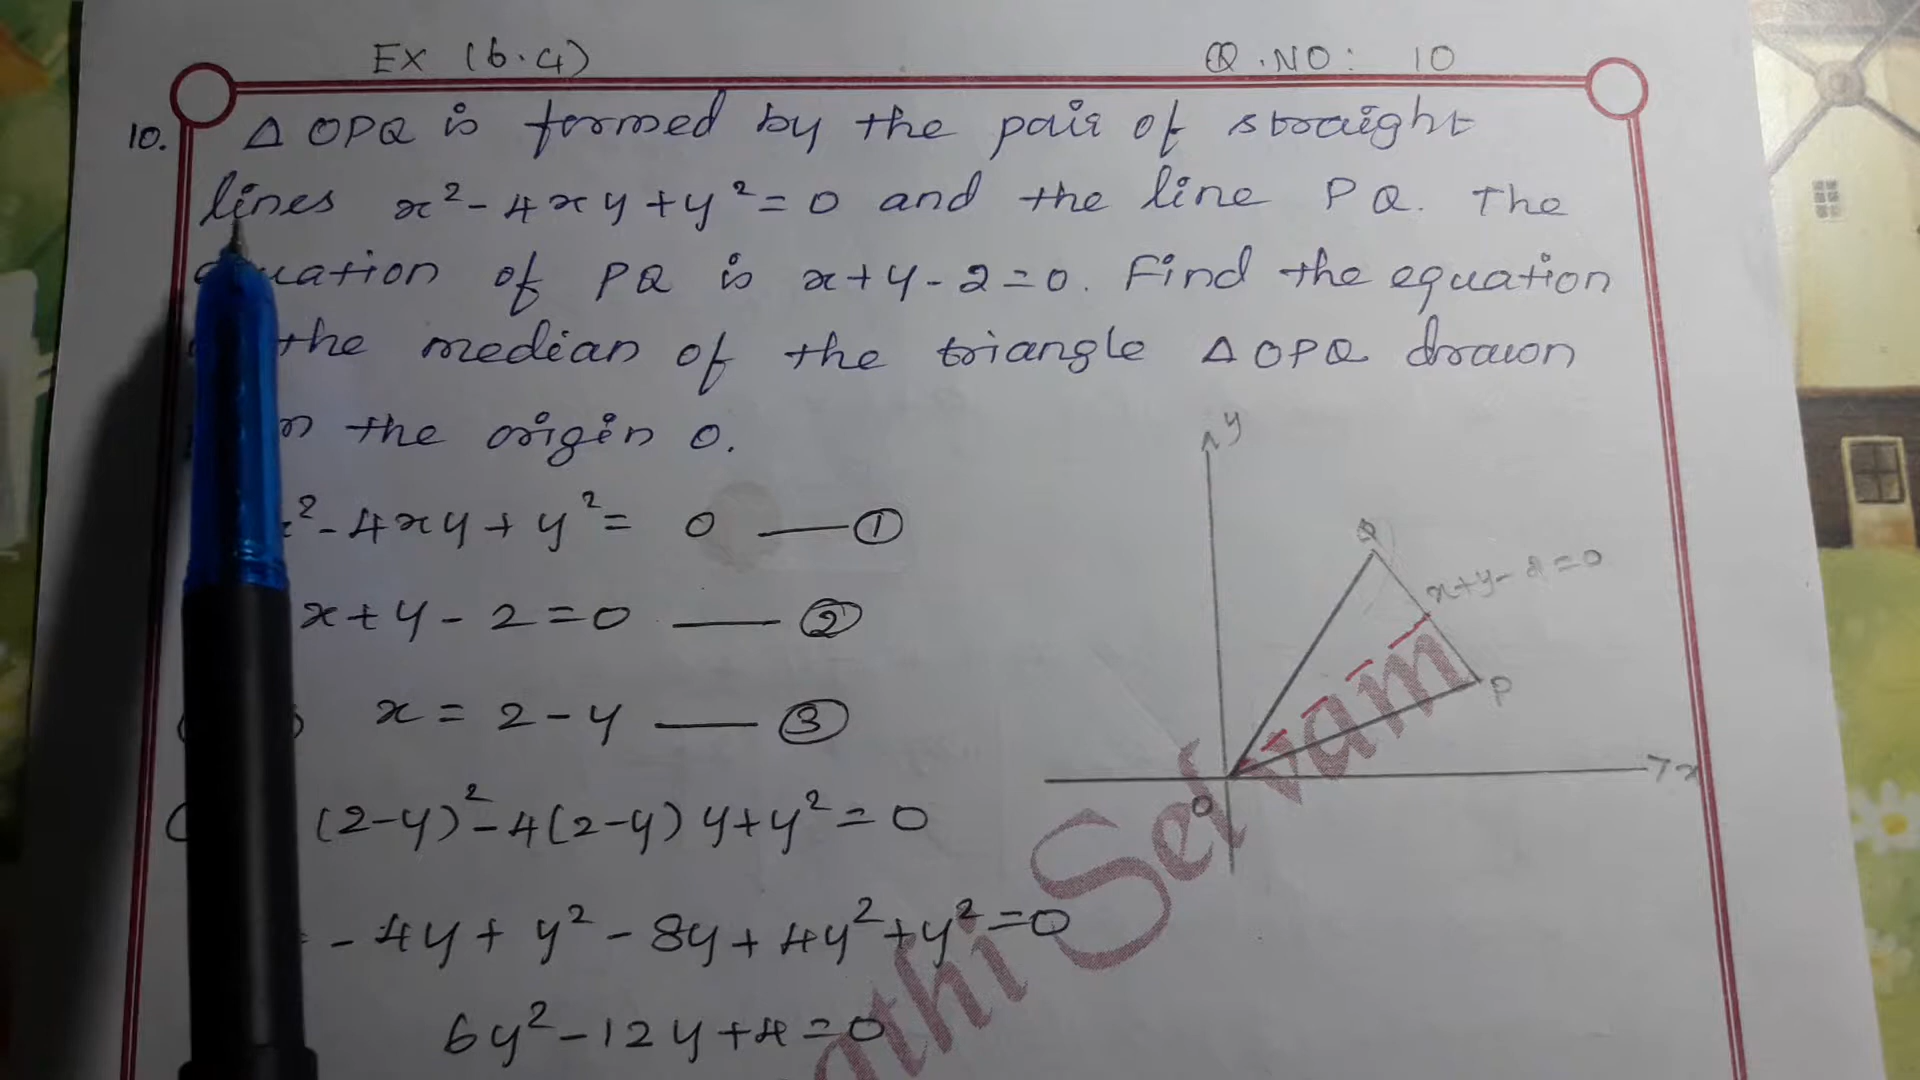 EX (6.4) Q.NO: 10
10. Δ OPQ is formed by the pair of straight
lines x² - 4xy + y² = 0 and the line PQ. The
of PQ is x+y-2=0. Find the equation
the median of the triangle Δ OPQ drawn
the origin O.
² - 4xy + y² = 0 —— ①
x+y-2=0 —— ②
x = 2-y —— ③
(2-y)² - 4(2-y)y + y² = 0
- 4y + y² - 8y + 4y² + y² = 0
6y² - 12y + 4 = 0
y
Q
x+y-2=0
P
x
O
Selvam